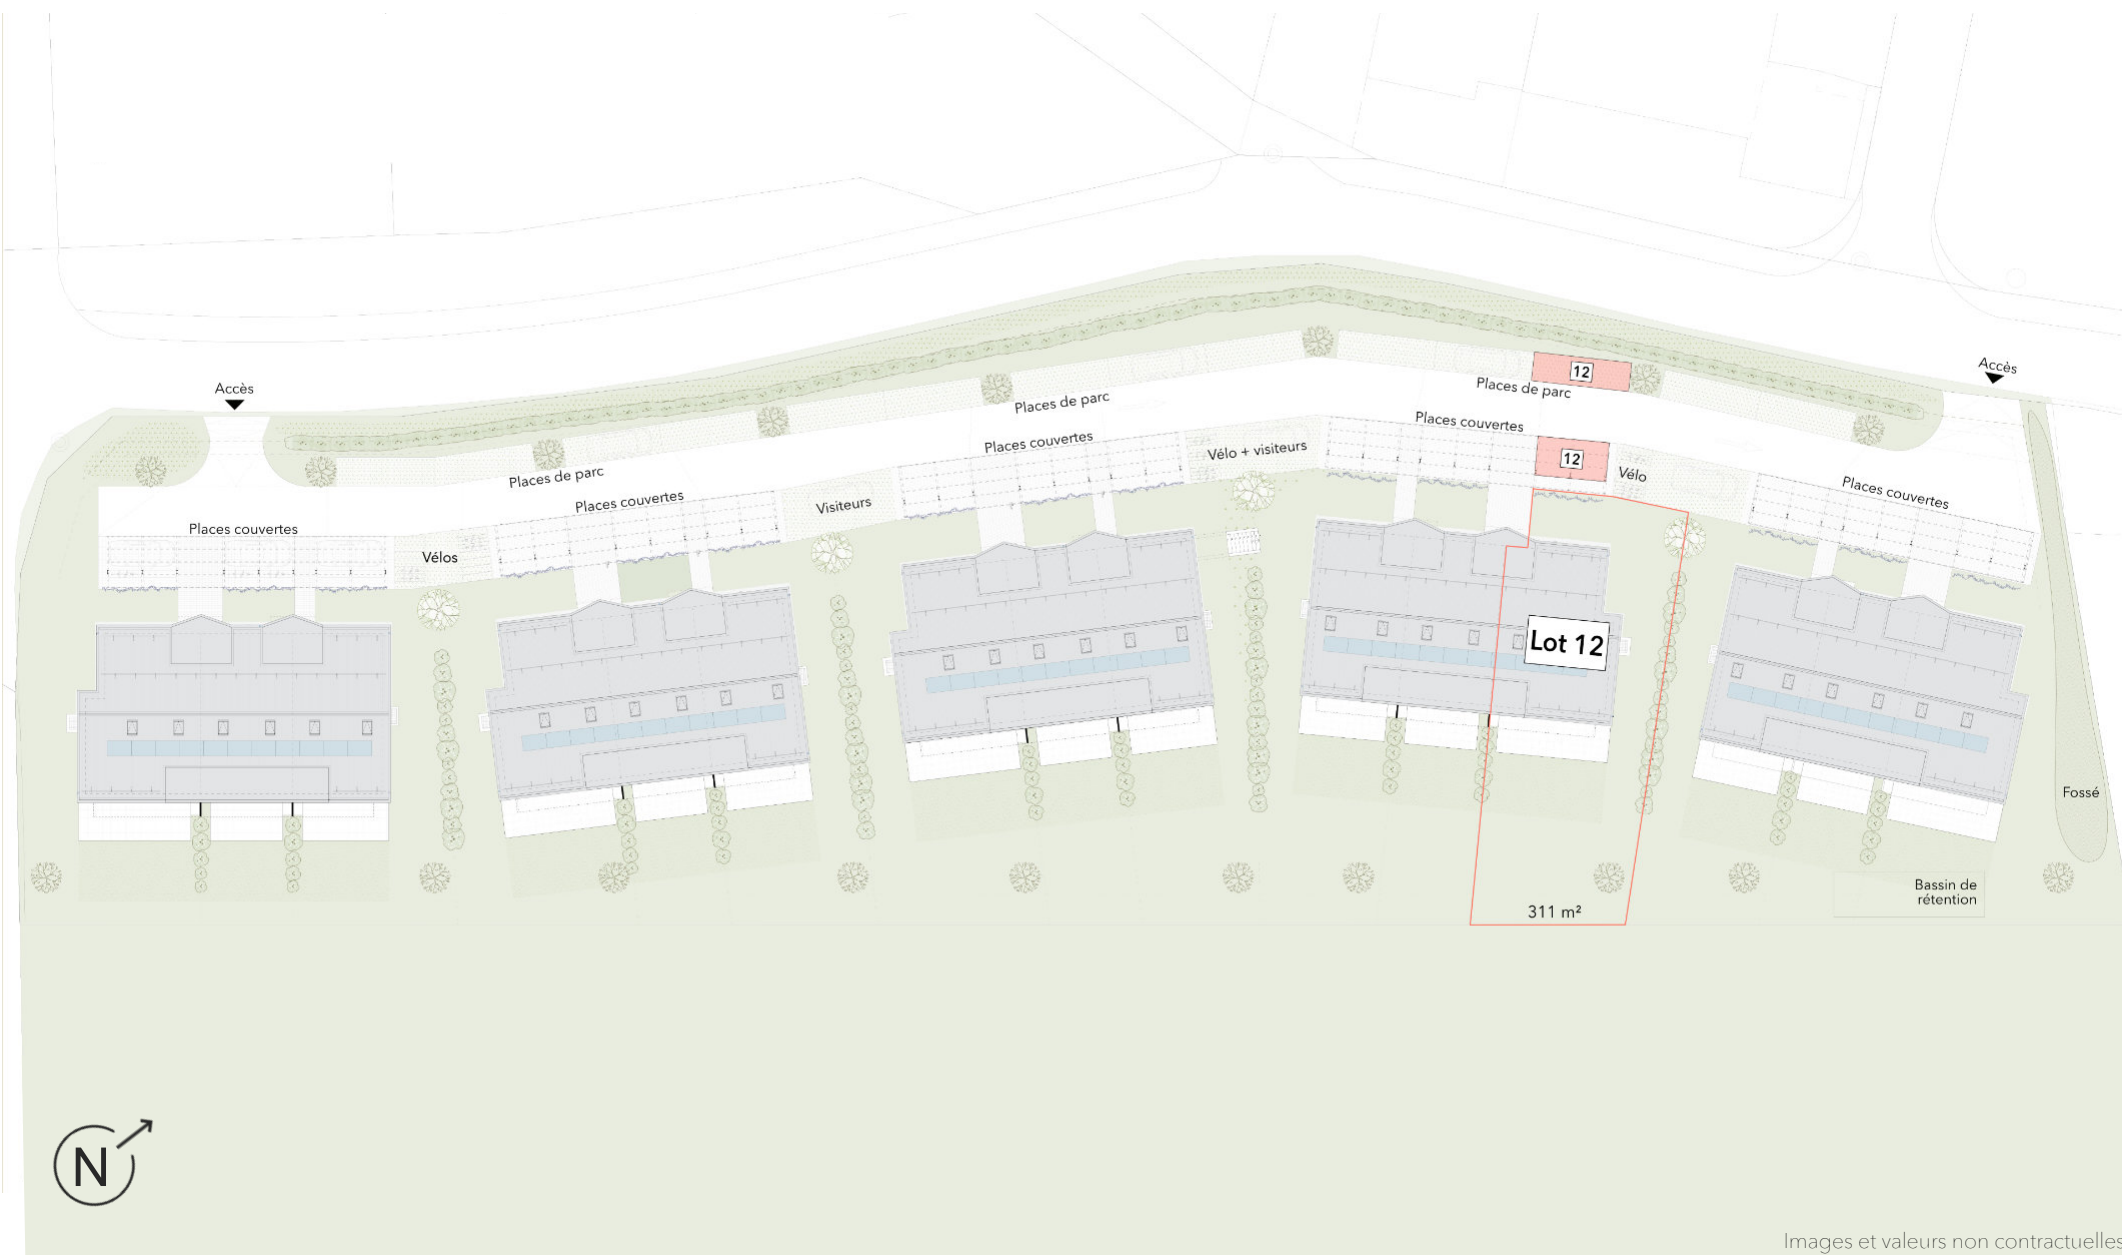 Accès
Accès
12
Places de parc
Places de parc
Places couvertes
Places couvertes
Vélo + visiteurs
12
Vélo
Places de parc
Places couvertes
Places couvertes
Visiteurs
Places couvertes
Vélos
Lot 12
Fossé
Bassin de
rétention
311 m²
N
Images et valeurs non contractuelles